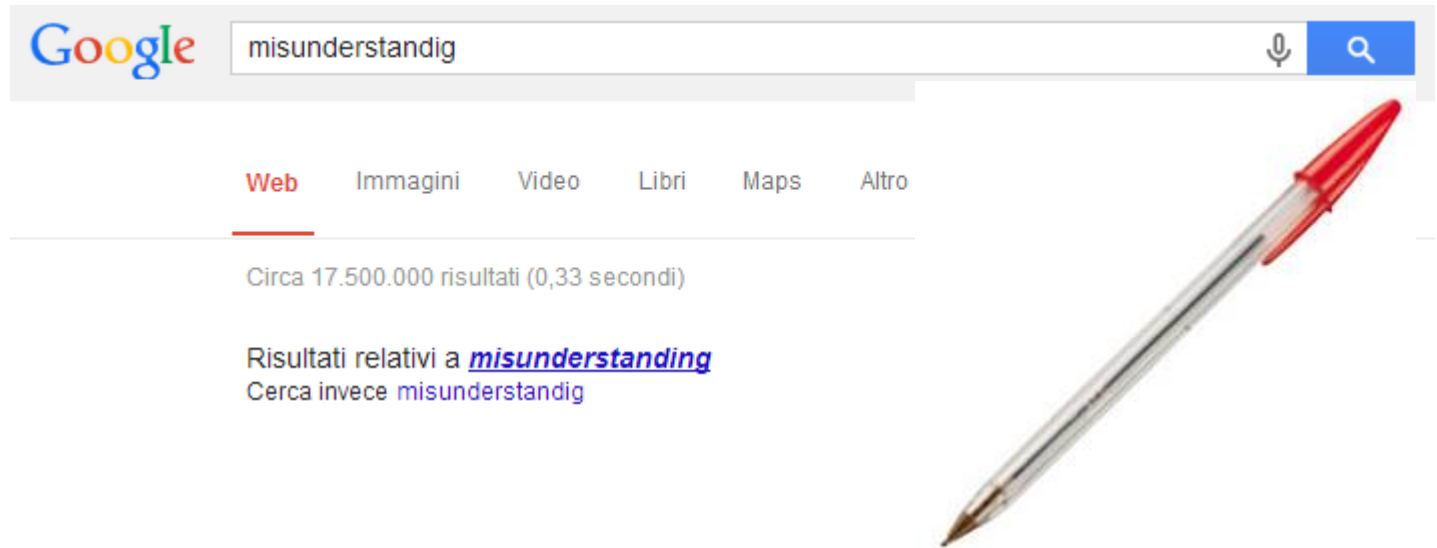 Google misunderstandig
Web Immagini Video Libri Maps Altro
Circa 17.500.000 risultati (0,33 secondi)
Risultati relativi a misunderstanding
Cerca invece misunderstandig